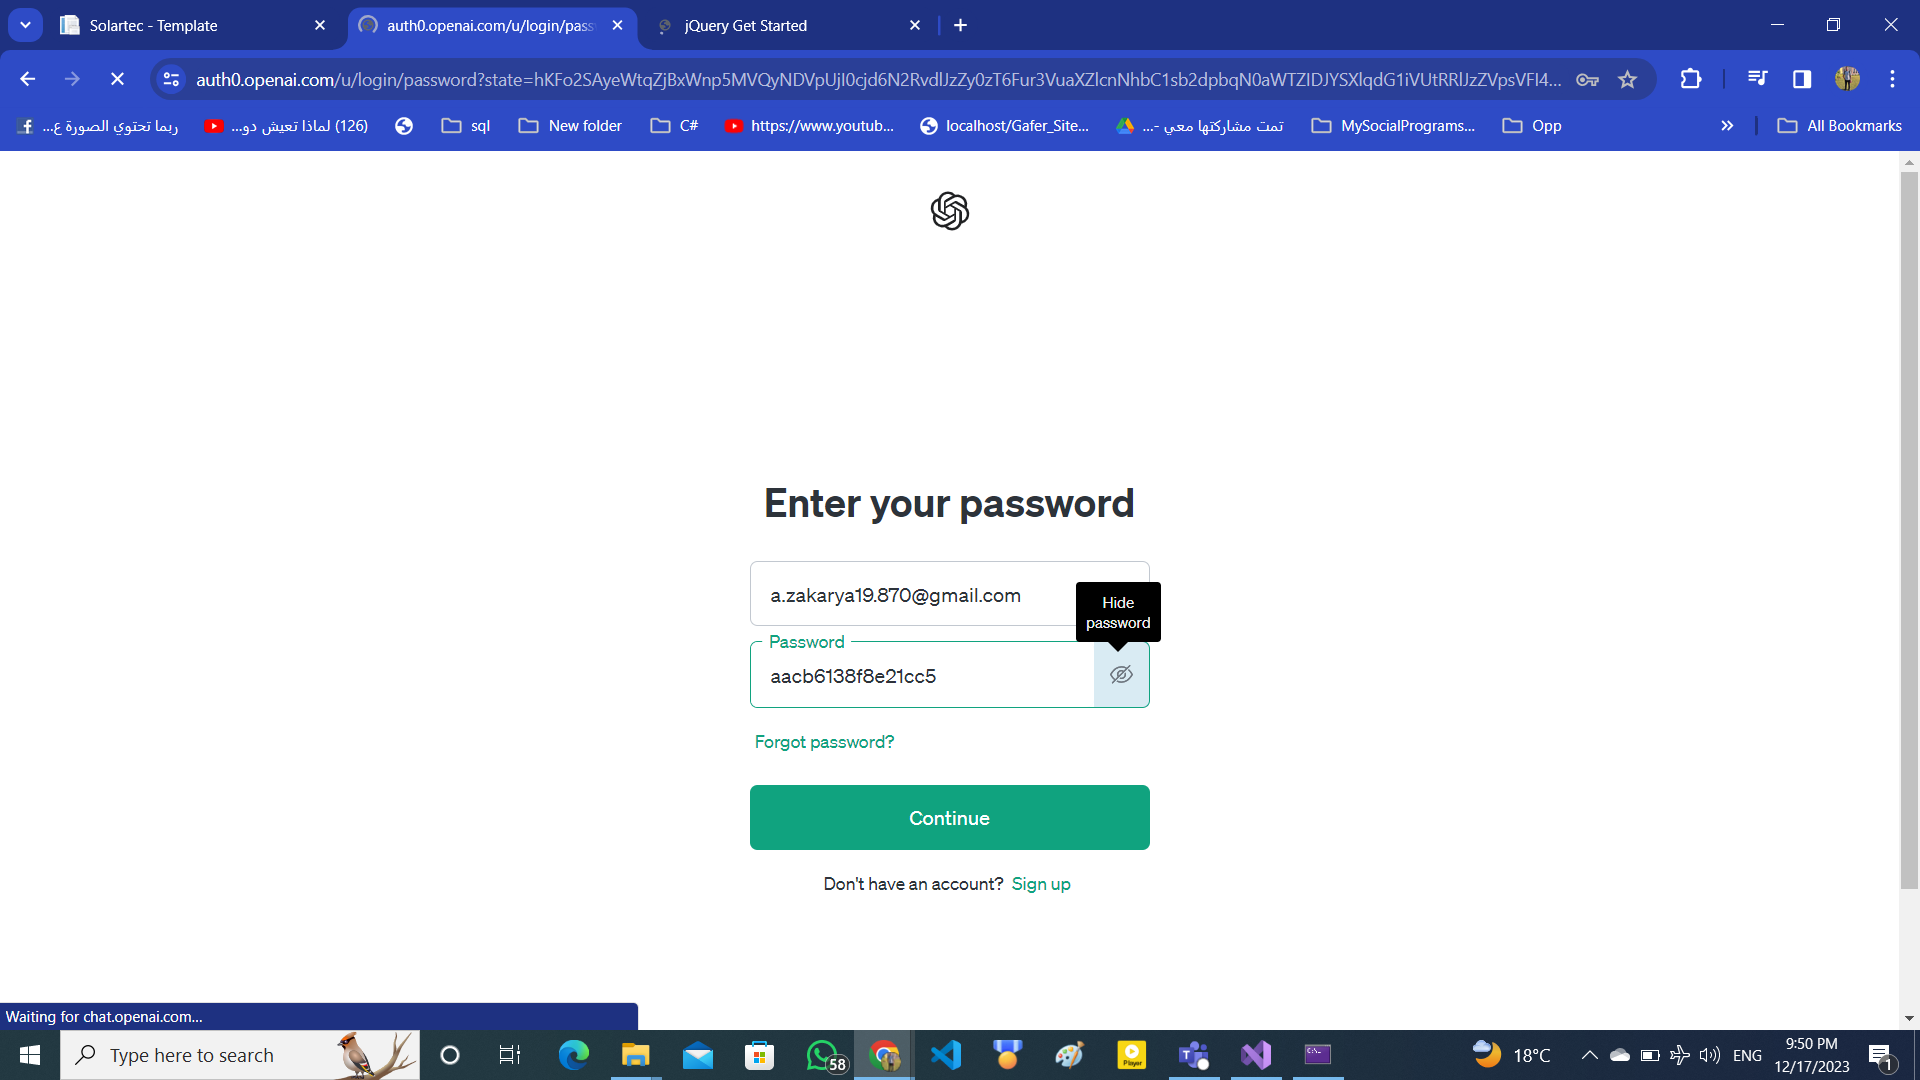 Solartec - Template
auth0.openai.com/u/login/pass
jQuery Get Started
auth0.openai.com/u/login/password?state=
ربما تحتوي الصورة ع...
(126) لماذا تعيش دو...
sql
New folder
C#
https://www.youtub...
localhost/Gafer_Site...
تمت مشاركتها معي -...
MySocialPrograms...
Opp
All Bookmarks
Enter your password
a.zakarya19.870@gmail.com
Hide
password
Password
aacb6138f8e21cc5
Forgot password?
Continue
Don't have an account? Sign up
Waiting for chat.openai.com...
Type here to search
58
Player
18°C
ENG
9:50 PM
12/17/2023
1